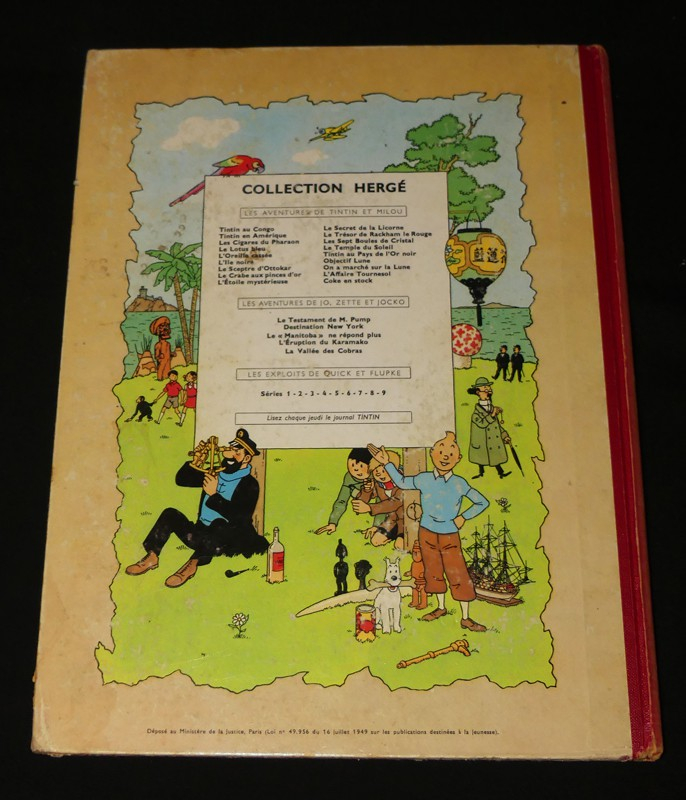 COLLECTION HERGÉ
LES AVENTURES DE TINTIN ET MILOU
Tintin au Congo
Tintin en Amérique
Les Cigares du Pharaon
Le Lotus bleu
L'Oreille cassée
L'Ile noire
Le Sceptre d'Ottokar
Le Crabe aux pinces d'or
L'Étoile mystérieuse
Le Secret de la Licorne
Le Trésor de Rackham le Rouge
Les Sept Boules de Cristal
Le Temple du Soleil
Tintin au Pays de l'Or noir
Objectif Lune
On a marché sur la Lune
L'Affaire Tournesol
Coke en stock
LES AVENTURES DE JO, ZETTE ET JOCKO
Le Testament de M. Pump
Destination New York
Le « Manitoba » ne répond plus
L'Éruption du Karamako
La Vallée des Cobras
LES EXPLOITS DE QUICK ET FLUPKE
Séries 1 - 2 - 3 - 4 - 5 - 6 - 7 - 8 - 9
Lisez chaque jeudi le journal TINTIN
Déposé au Ministère de la Justice, Paris (Loi n° 49.956 du 16 juillet 1949 sur les publications destinées à la jeunesse).